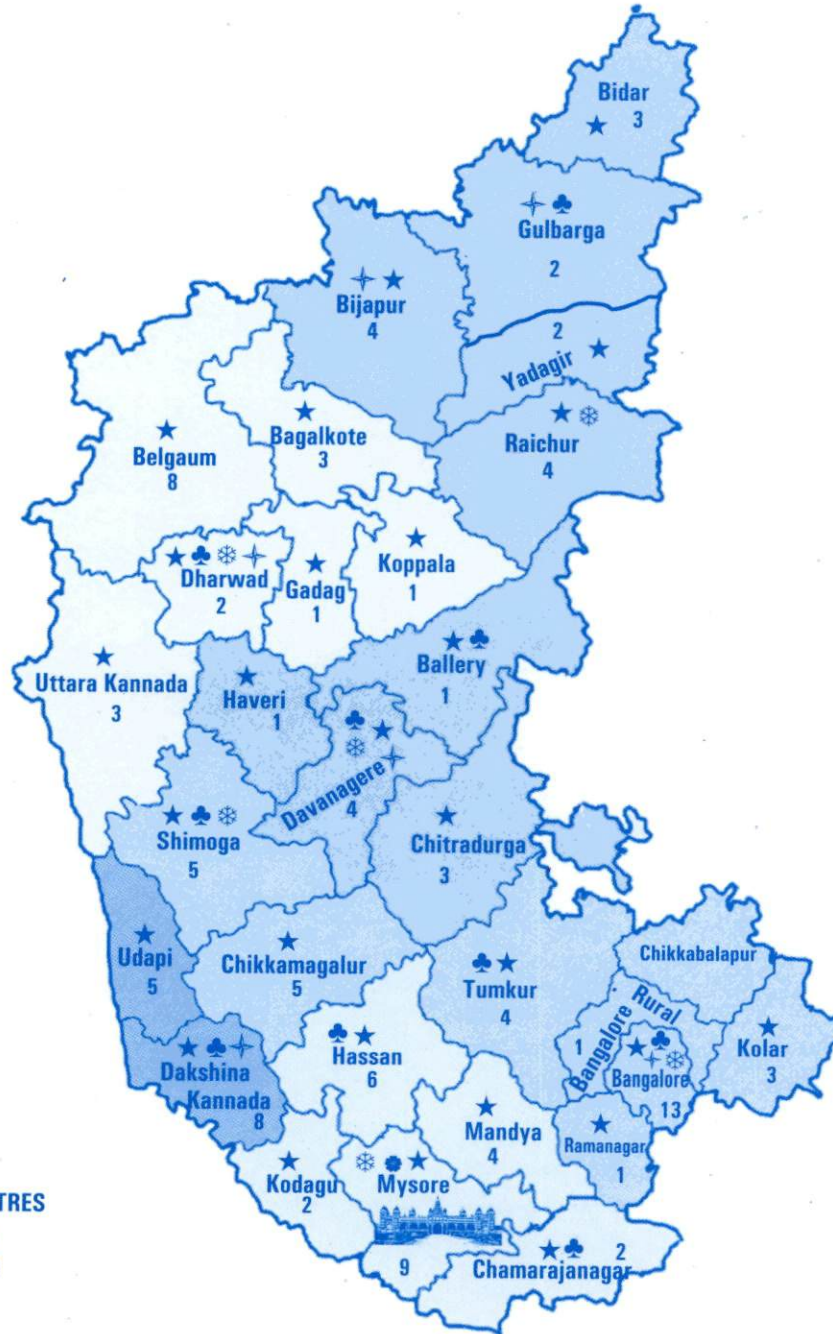 Bidar
3
Gulbarga
2
Bijapur
4
2
Yadagir
Raichur
4
Bagalkote
3
Belgaum
8
Dharwad
2
Gadag
1
Koppala
1
Ballery
1
Uttara Kannada
3
Haveri
1
Davanagere
4
Shimoga
5
Chitradurga
3
Udapi
5
Chikkamagalur
5
Tumkur
4
Chikkabalapur
Bangalore Rural
1
Bangalore
13
Kolar
3
Hassan
6
Dakshina
Kannada
8
Mandya
4
Ramanagar
1
Kodagu
2
Mysore
9
TRES
2
Chamarajanagar